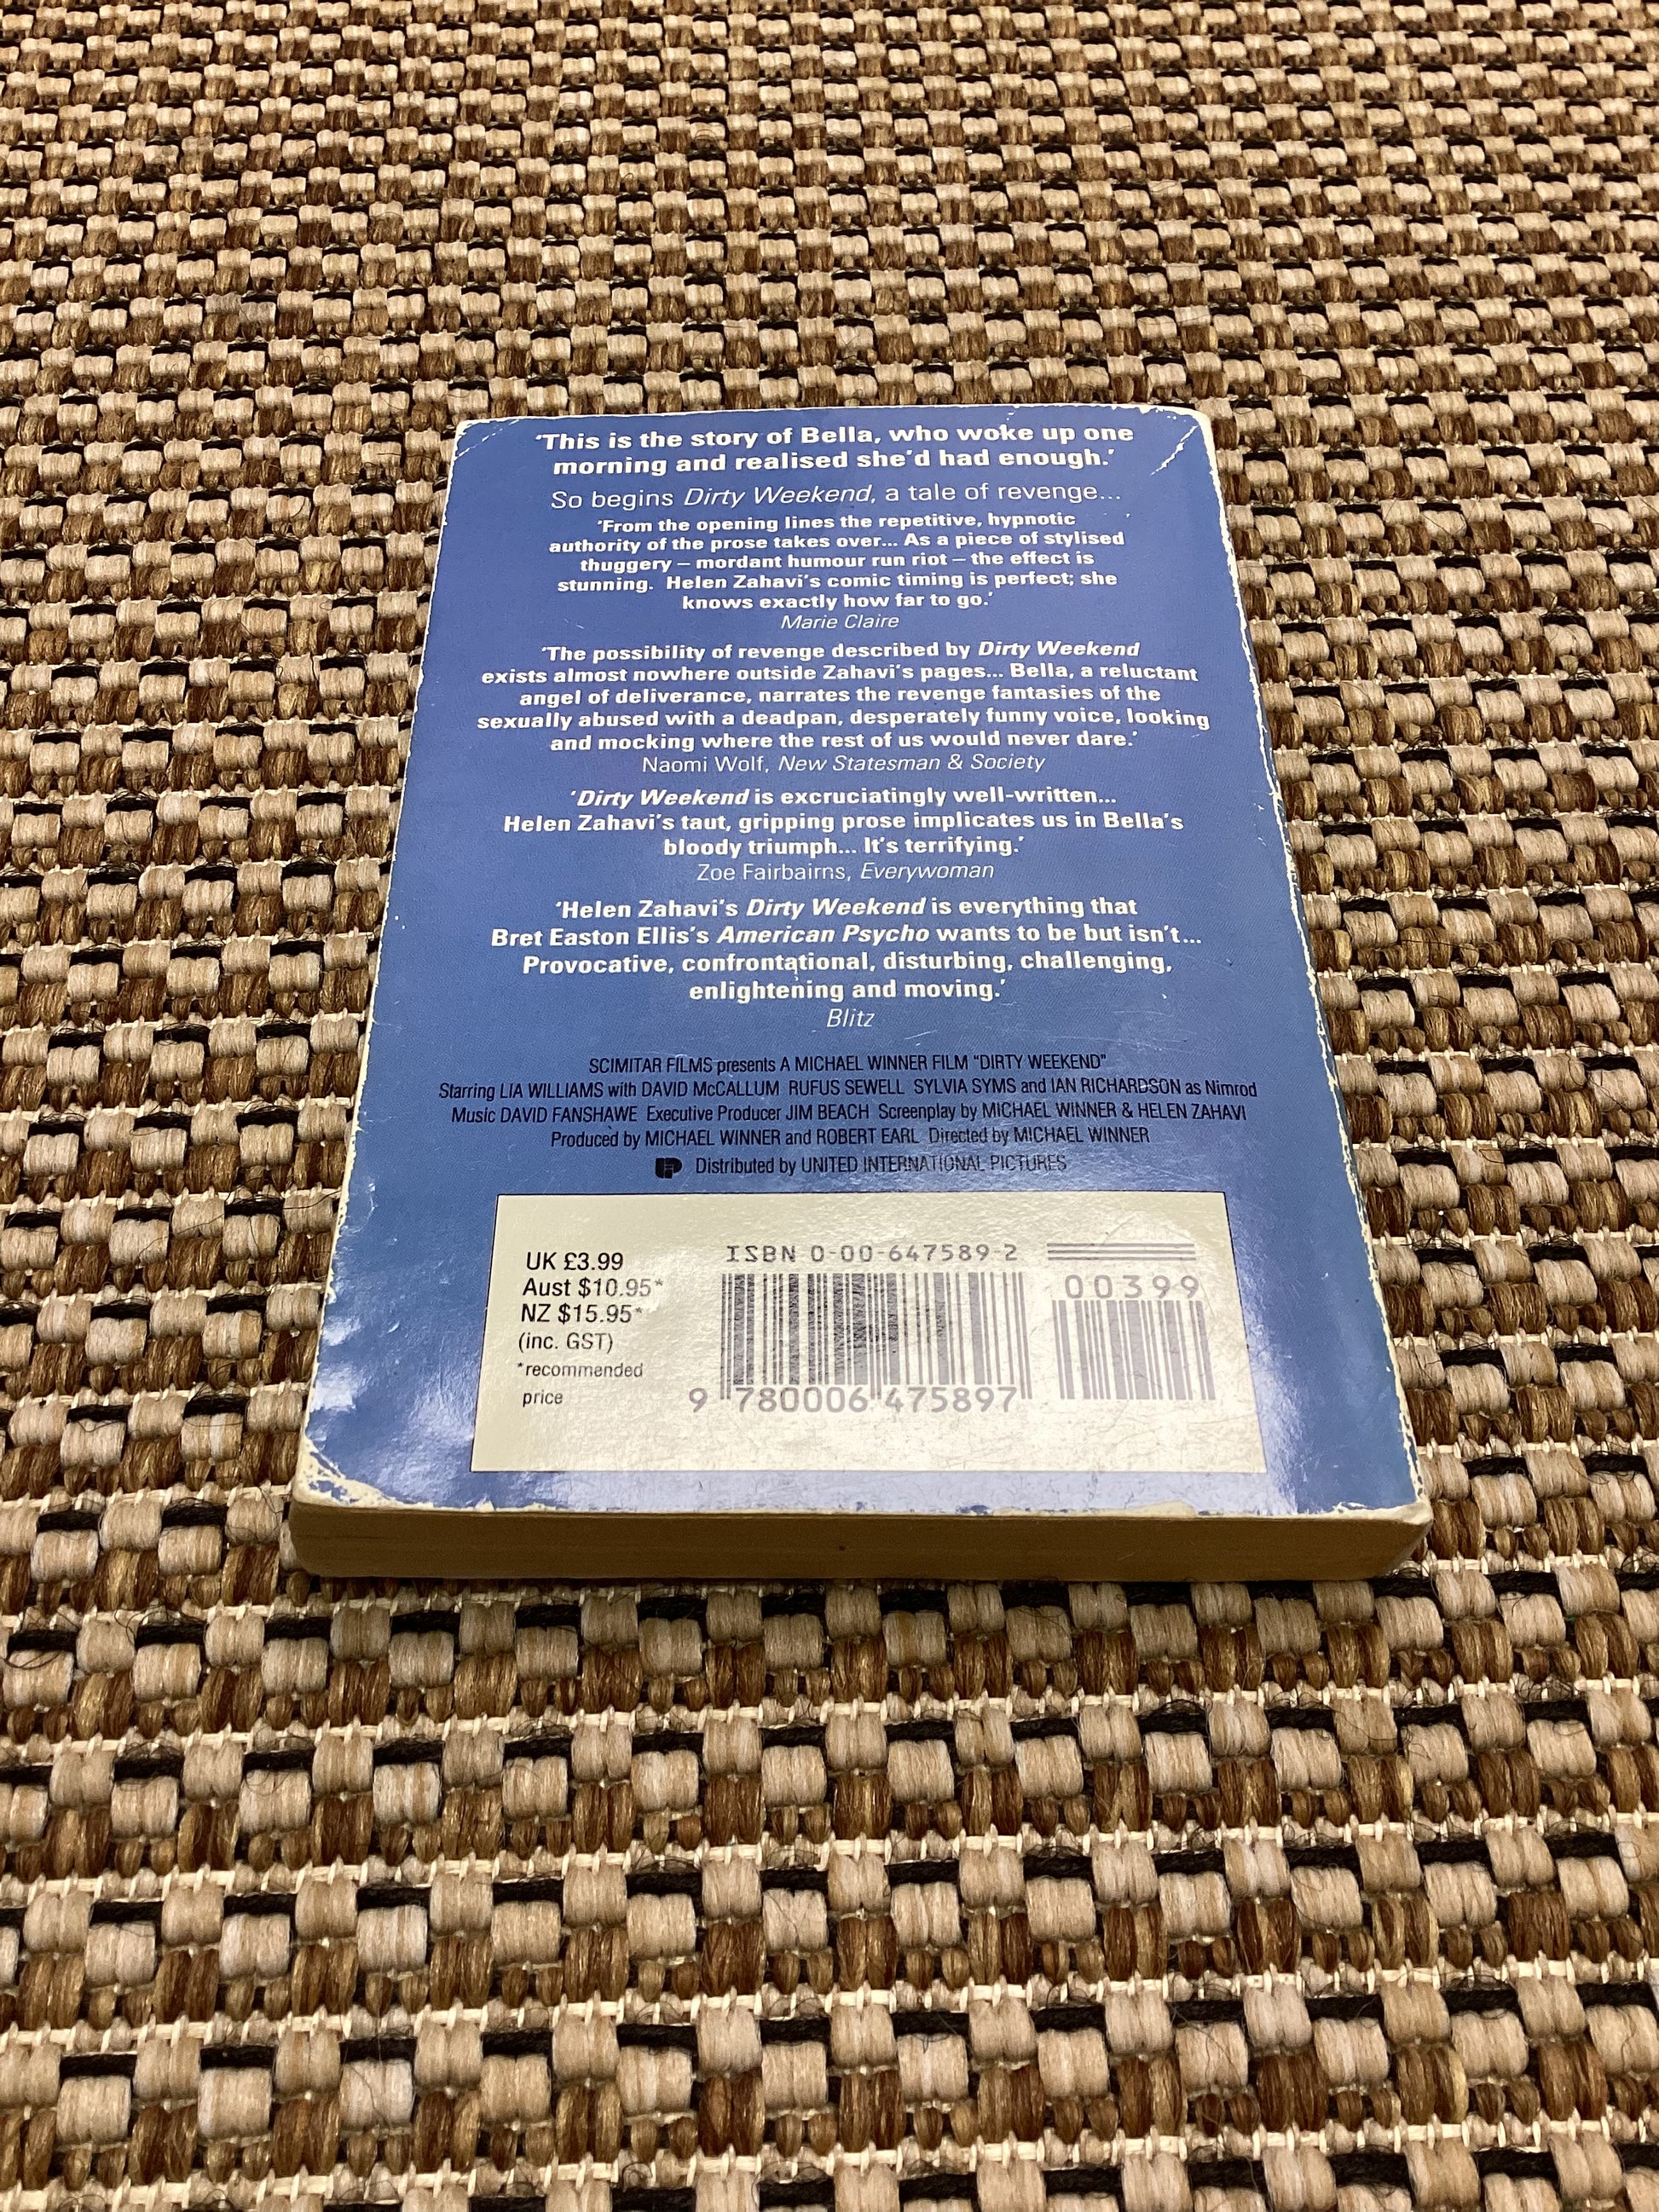 ‘This is the story of Bella, who woke up one
morning and realised she’d had enough.’
So begins Dirty Weekend, a tale of revenge...
‘From the opening lines the repetitive, hypnotic
authority of the prose takes over... As a piece of stylised
thuggery – mordant humour run riot – the effect is
stunning. Helen Zahavi’s comic timing is perfect; she
knows exactly how far to go.’
Marie Claire
‘The possibility of revenge described by Dirty Weekend
exists almost nowhere outside Zahavi’s pages... Bella, a reluctant
angel of deliverance, narrates the revenge fantasies of the
sexually abused with a deadpan, desperately funny voice, looking
and mocking where the rest of us would never dare.’
Naomi Wolf, New Statesman & Society
‘Dirty Weekend is excruciatingly well-written...
Helen Zahavi’s taut, gripping prose implicates us in Bella’s
bloody triumph... It’s terrifying.’
Zoe Fairbairns, Everywoman
‘Helen Zahavi’s Dirty Weekend is everything that
Bret Easton Ellis’s American Psycho wants to be but isn’t...
Provocative, confrontational, disturbing, challenging,
enlightening and moving.’
Blitz
SCIMITAR FILMS presents A MICHAEL WINNER FILM "DIRTY WEEKEND"
Starring LIA WILLIAMS with DAVID McCALLUM RUFUS SEWELL SYLVIA SYMS and IAN RICHARDSON as Nimrod
Music DAVID FANSHAWE Executive Producer JIM BEACH Screenplay by MICHAEL WINNER & HELEN ZAHAVI
Produced by MICHAEL WINNER and ROBERT EARL Directed by MICHAEL WINNER
Distributed by UNITED INTERNATIONAL PICTURES
UK £3.99
Aust $10.95*
NZ $15.95*
(inc. GST)
*recommended
price
ISBN 0-00-647589-2
00399
9 780006 475897